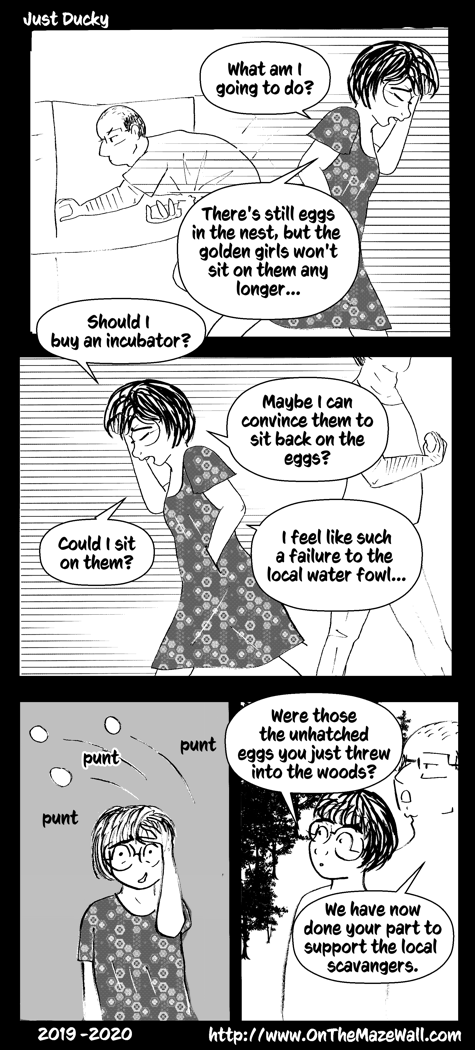 Just Ducky
What am I
going to do?
There's still eggs
in the nest, but the
golden girls won't
sit on them any
longer...
Should I
buy an incubator?
Maybe I can
convince them to
sit back on the
eggs?
Could I sit
on them?
I feel like such
a failure to the
local water fowl...
punt
punt
punt
Were those
the unhatched
eggs you just threw
into the woods?
We have now
done your part to
support the local
scavangers.
2019 -2020
http://www.OnTheMazeWall.com